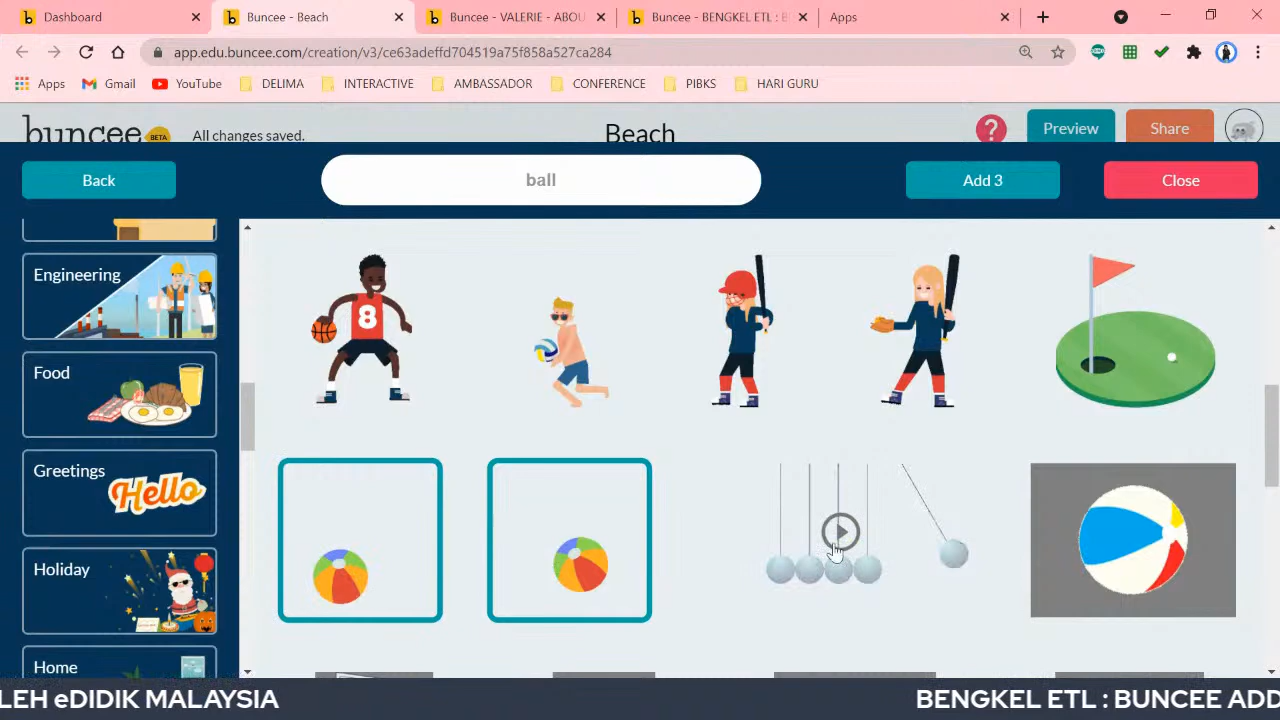 Dashboard
Buncee - Beach
Buncee - VALERIE - ABOU
Buncee - BENGKEL ETL : B
Apps
app.edu.buncee.com/creation/v3/ce63adeffd704519a75f858a527ca284
Apps
Gmail
YouTube
DELIMA
INTERACTIVE
AMBASSADOR
CONFERENCE
PIBKS
HARI GURU
buncee BETA
All changes saved.
Beach
?
Preview
Share
Back
ball
Add 3
Close
Engineering
8
Food
Greetings
Hello
Holiday
Home
LEH eDIDIK MALAYSIA
BENGKEL ETL : BUNCEE ADD